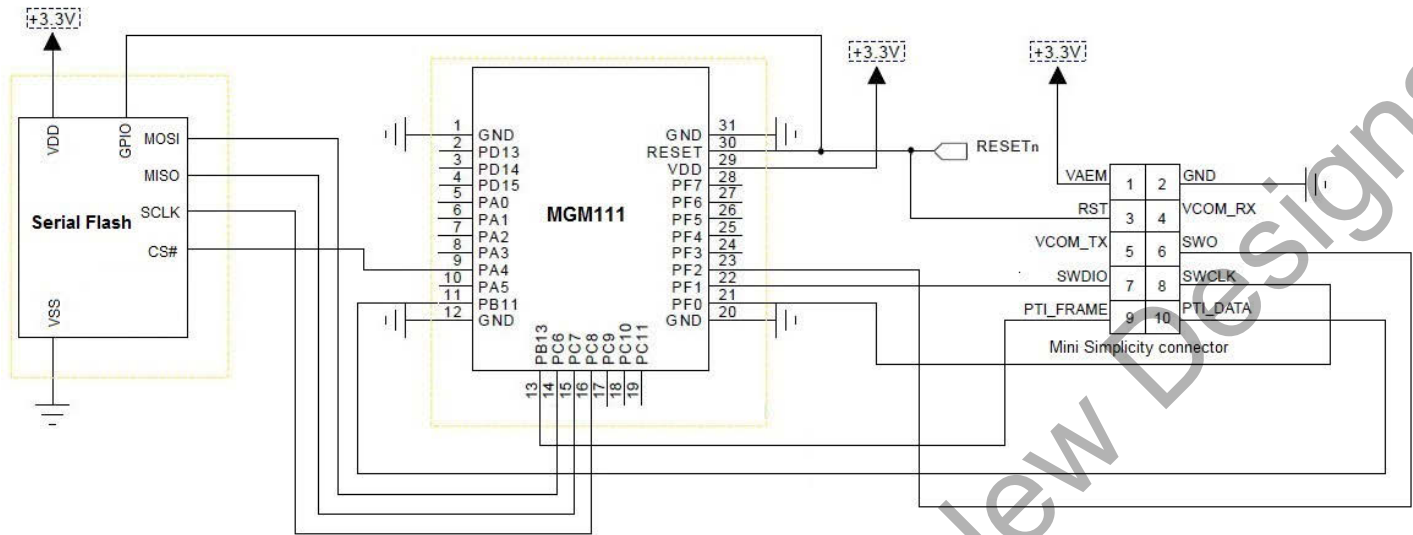 +3.3V
VDD
GPIO
MOSI
MISO
SCLK
CS#
Serial Flash
VSS
MGM111
1 GND
2 PD13
3 PD14
4 PD15
5 PA0
6 PA1
7 PA2
8 PA3
9 PA4
10 PA5
11 PB11
12 GND
13 PB13
14 PC6
15 PC7
16 PC8
17 PC9
18 PC10
19 PC11
31 GND
30 RESET
29 VDD
28 PF7
27 PF6
26 PF5
25 PF4
24 PF3
23 PF2
22 PF1
21 PF0
20 GND
+3.3V
RESETn
+3.3V
VAEM 1 2 GND
RST 3 4 VCOM_RX
VCOM_TX 5 6 SWO
SWDIO 7 8 SWCLK
PTI_FRAME 9 10 PTI_DATA
Mini Simplicity connector
New Designs